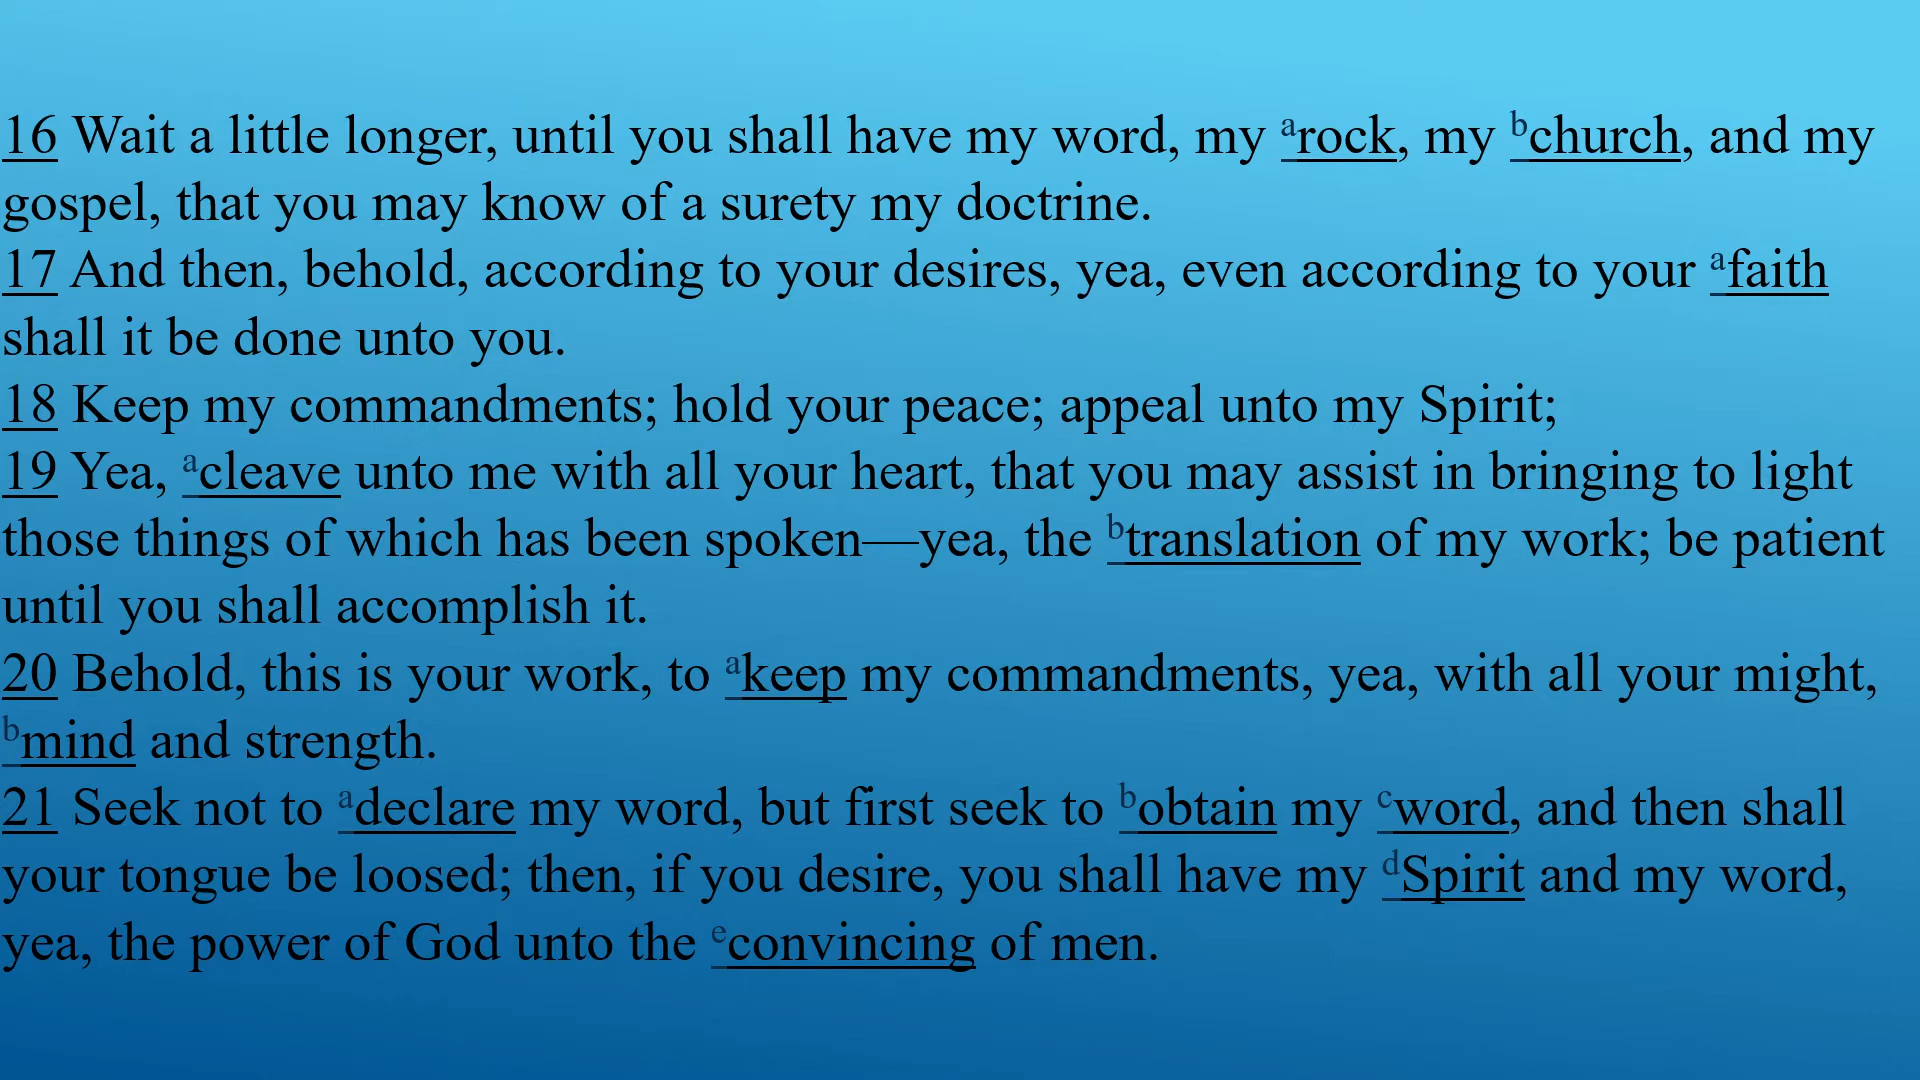 16 Wait a little longer, until you shall have my word, my arock, my bchurch, and my
gospel, that you may know of a surety my doctrine.
17 And then, behold, according to your desires, yea, even according to your afaith
shall it be done unto you.
18 Keep my commandments; hold your peace; appeal unto my Spirit;
19 Yea, acleave unto me with all your heart, that you may assist in bringing to light
those things of which has been spoken—yea, the btranslation of my work; be patient
until you shall accomplish it.
20 Behold, this is your work, to akeep my commandments, yea, with all your might,
bmind and strength.
21 Seek not to adeclare my word, but first seek to bobtain my cword, and then shall
your tongue be loosed; then, if you desire, you shall have my dSpirit and my word,
yea, the power of God unto the econvincing of men.